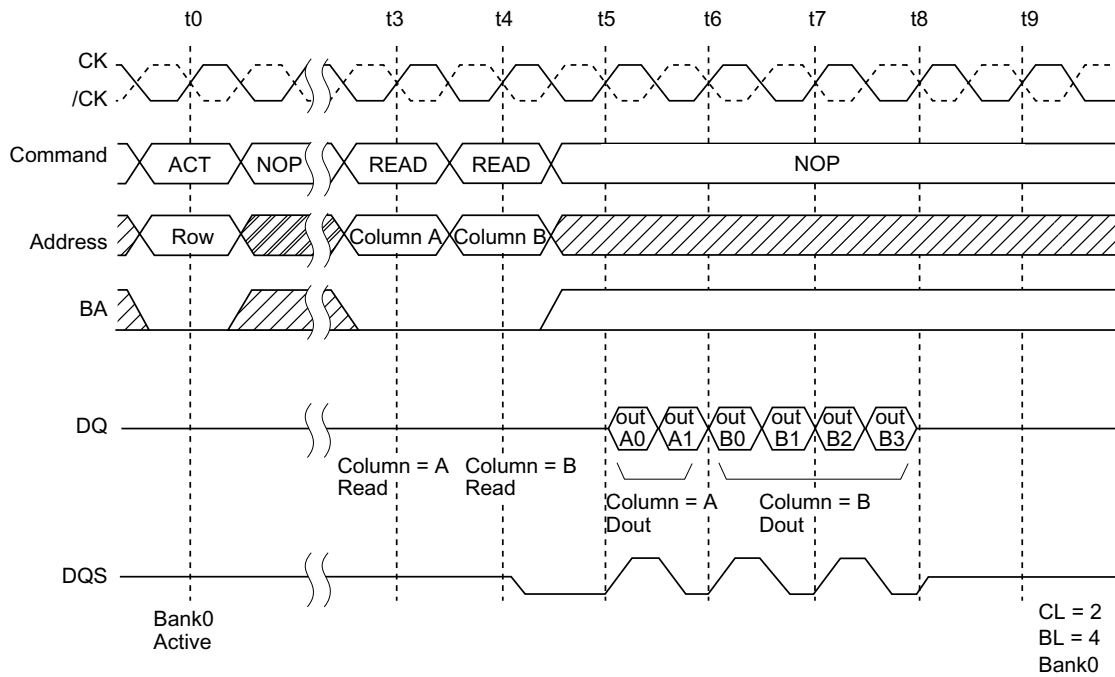 t0 t3 t4 t5 t6 t7 t8 t9
CK
/CK
Command ACT NOP READ READ NOP
Address Row Column A Column B
BA
DQ out A0 out A1 out B0 out B1 out B2 out B3
Column = A
Read
Column = B
Read
Column = A
Dout
Column = B
Dout
DQS
Bank0
Active
CL = 2
BL = 4
Bank0